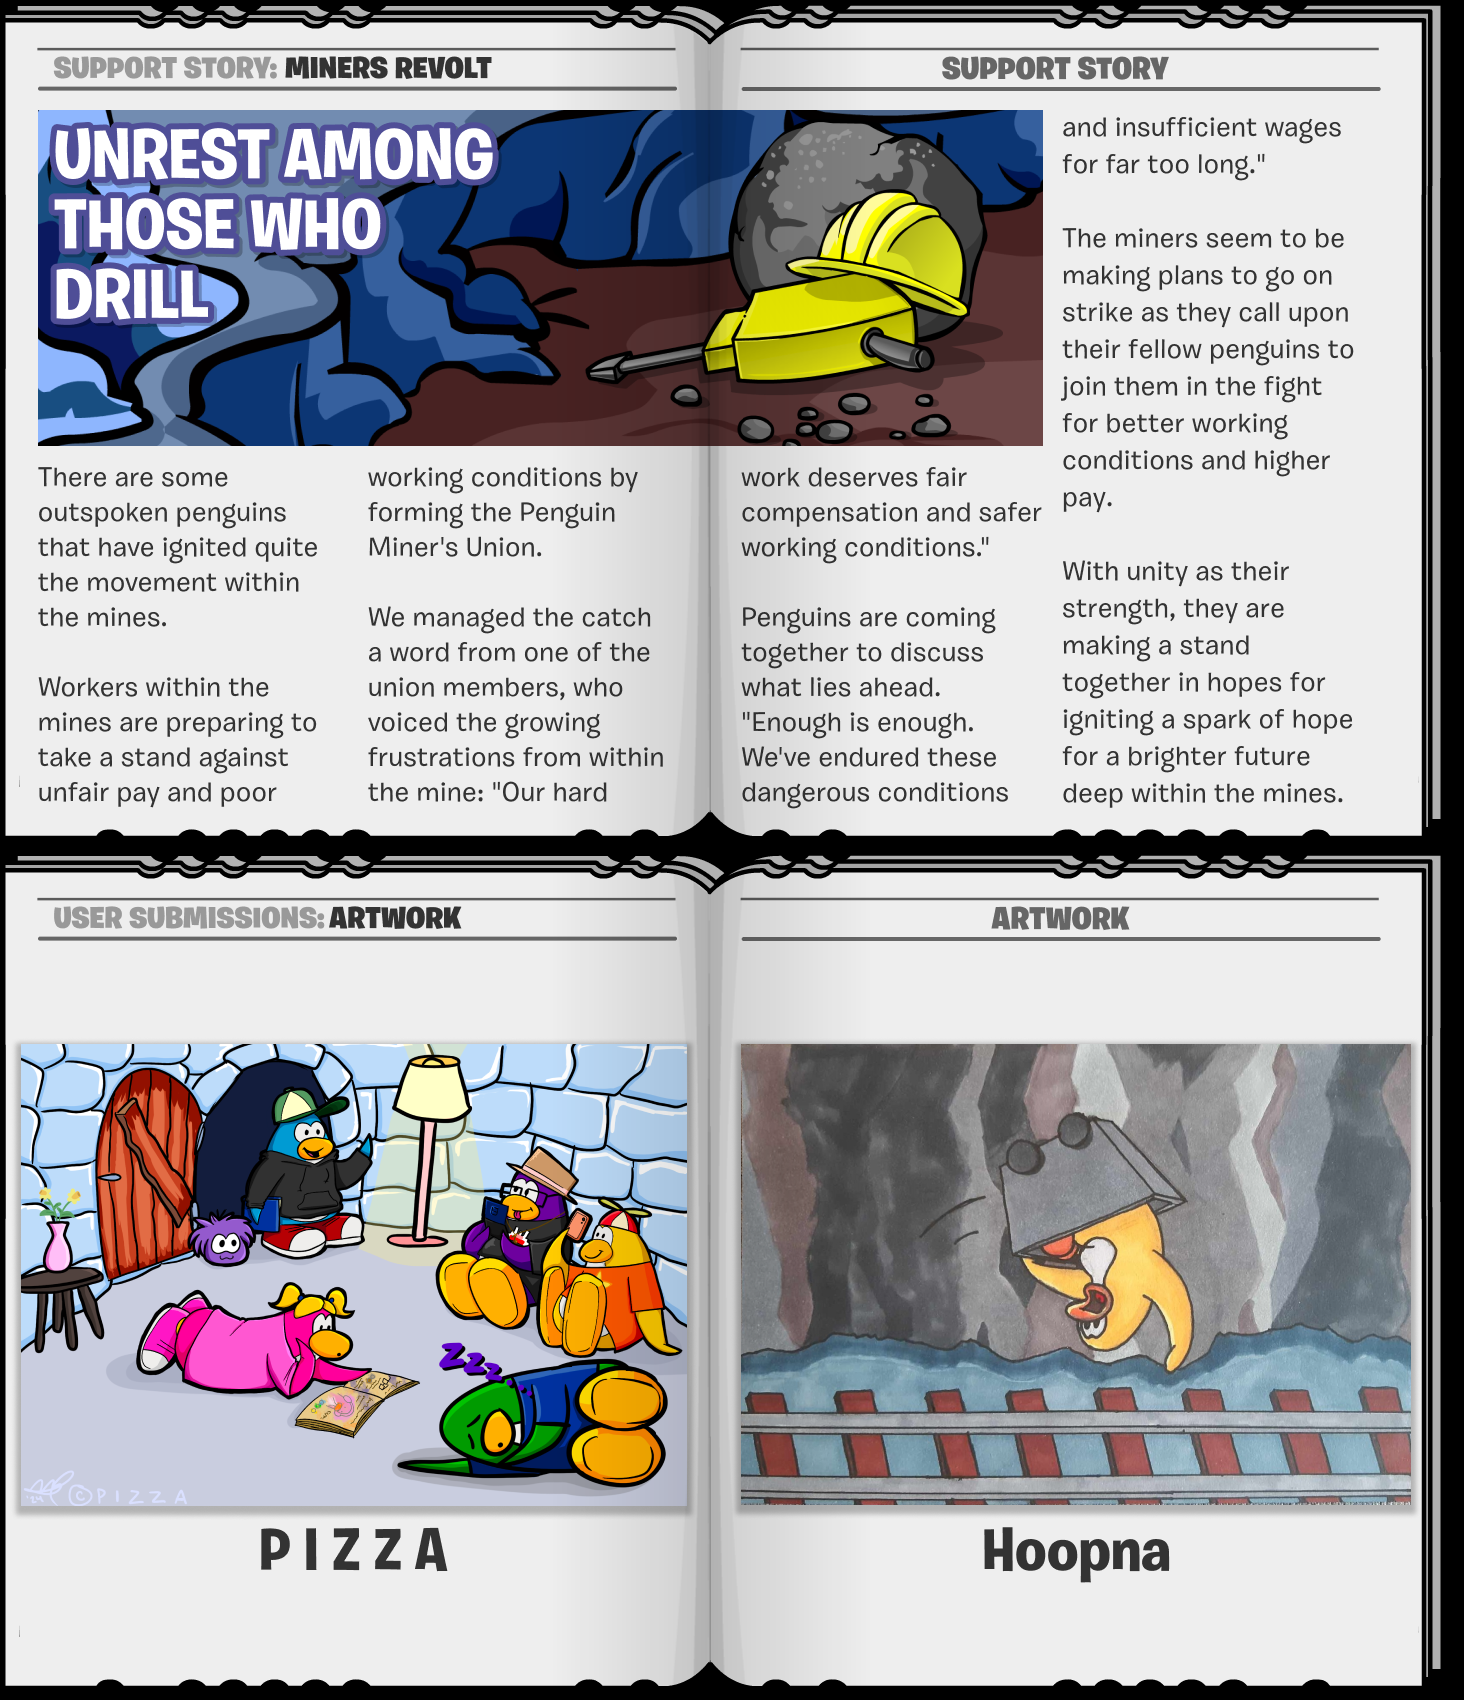 SUPPORT STORY: MINERS REVOLT
SUPPORT STORY
UNREST AMONG
THOSE WHO
DRILL
There are some
outspoken penguins
that have ignited quite
the movement within
the mines.
Workers within the
mines are preparing to
take a stand against
unfair pay and poor
working conditions by
forming the Penguin
Miner's Union.
We managed the catch
a word from one of the
union members, who
voiced the growing
frustrations from within
the mine: "Our hard
work deserves fair
compensation and safer
working conditions."
Penguins are coming
together to discuss
what lies ahead.
"Enough is enough.
We've endured these
dangerous conditions
and insufficient wages
for far too long."
The miners seem to be
making plans to go on
strike as they call upon
their fellow penguins to
join them in the fight
for better working
conditions and higher
pay.
With unity as their
strength, they are
making a stand
together in hopes for
igniting a spark of hope
for a brighter future
deep within the mines.
USER SUBMISSIONS: ARTWORK
ARTWORK
ZZZ...
©PIZZA
PIZZA
Hoopna